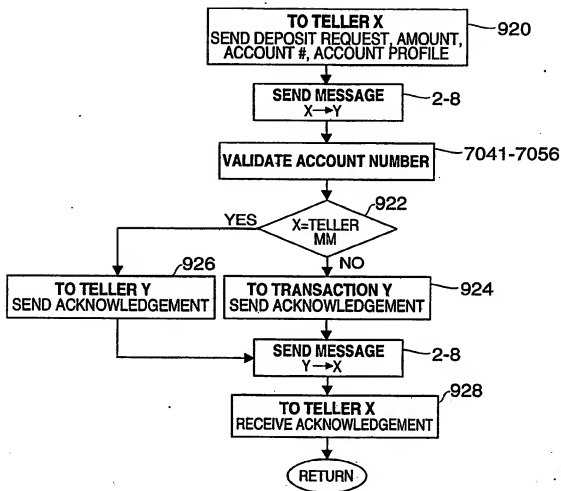 TO TELLER X
SEND DEPOSIT REQUEST, AMOUNT,
ACCOUNT #, ACCOUNT PROFILE
920
SEND MESSAGE
X→Y
2-8
VALIDATE ACCOUNT NUMBER
7041-7056
922
X=TELLER
MM
YES
NO
926
TO TELLER Y
SEND ACKNOWLEDGEMENT
TO TRANSACTION Y
SEND ACKNOWLEDGEMENT
924
SEND MESSAGE
Y→X
2-8
928
TO TELLER X
RECEIVE ACKNOWLEDGEMENT
RETURN